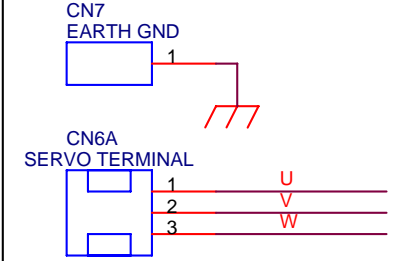 CN7
EARTH GND
1
CN6A
SERVO TERMINAL
1
U
2
V
3
W